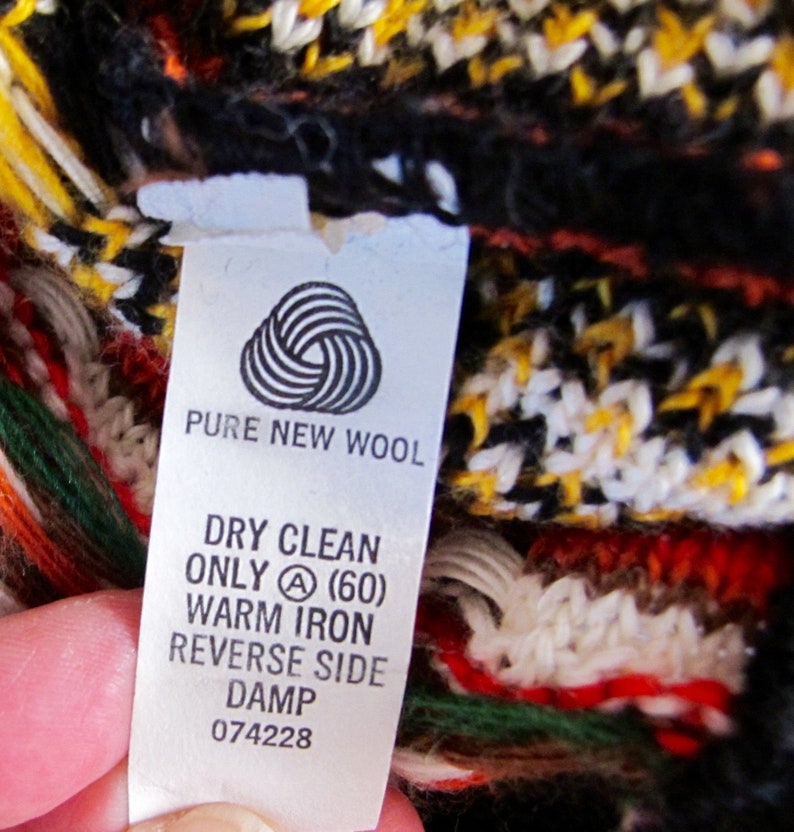 PURE NEW WOOL
DRY CLEAN
ONLY Ⓐ (60)
WARM IRON
REVERSE SIDE
DAMP
074228